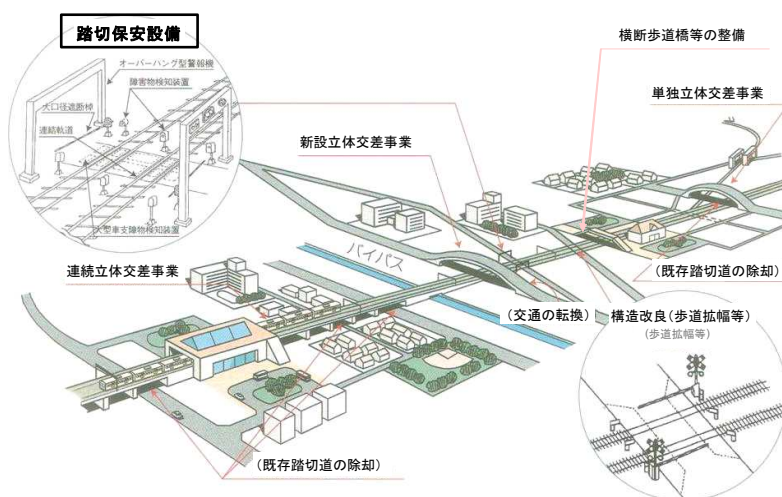 踏切保安設備
オーバーハング型警報機
障害物検知装置
大口径遮断桿
連結軌道
大型車支障物検知装置
横断歩道橋等の整備
単独立体交差事業
新設立体交差事業
バイパス
連続立体交差事業
(既存踏切道の除却)
(交通の転換)
構造改良(歩道拡幅等)
(歩道拡幅等)
(既存踏切道の除却)